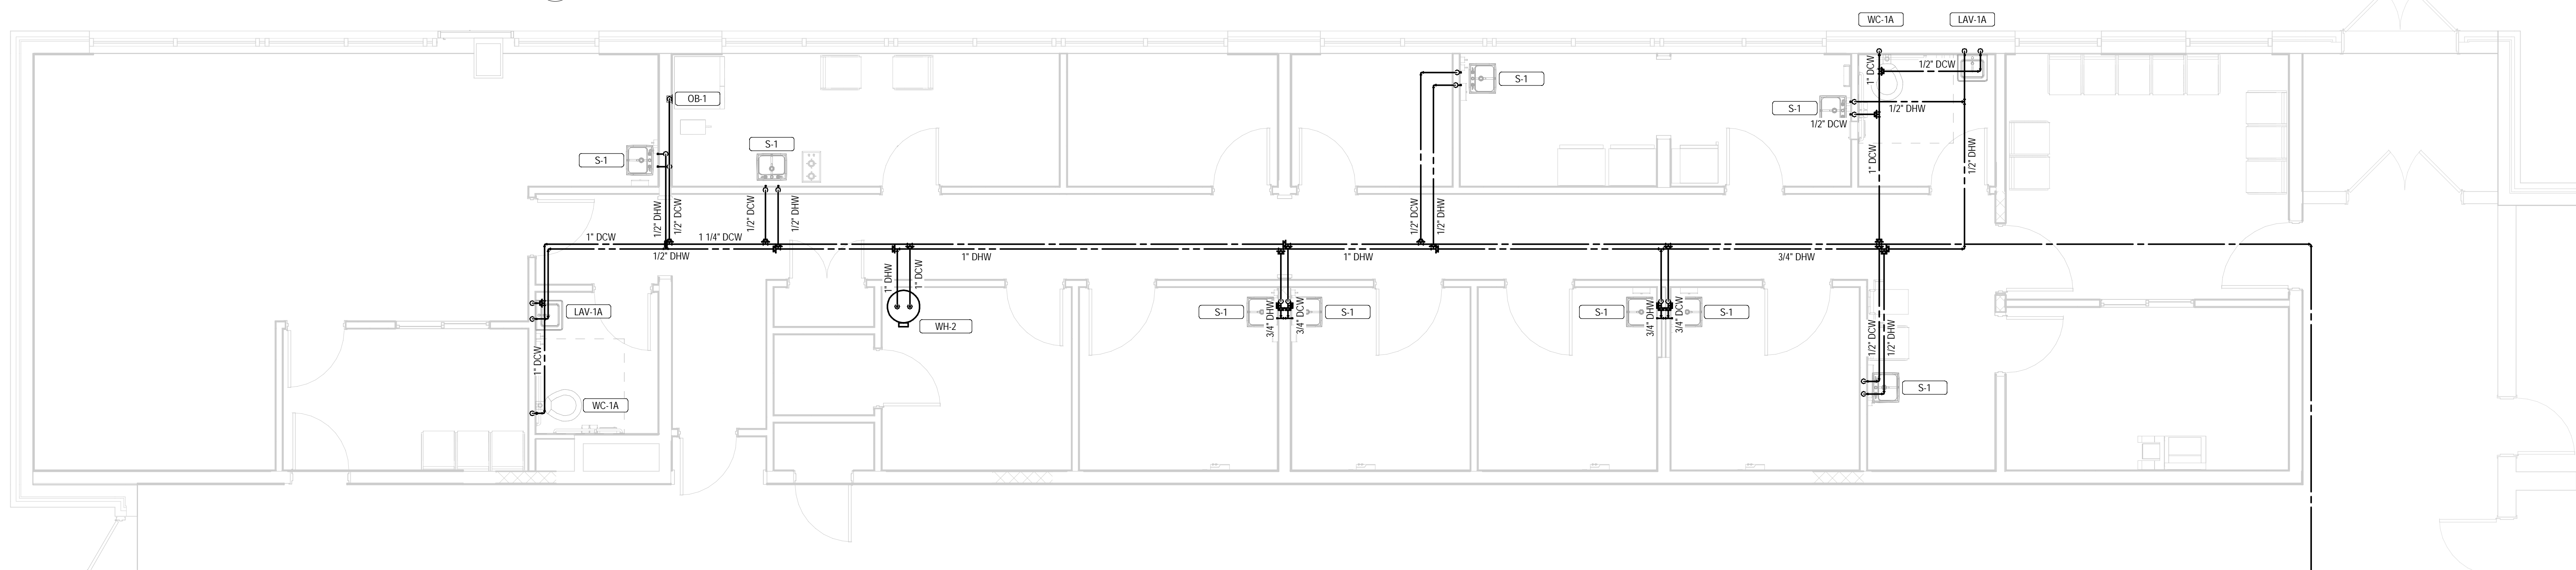 WC-1A
LAV-1A
1" DCW
1/2" DCW
S-1
OB-1
S-1
1/2" DHW
1/2" DCW
S-1
S-1
1" DCW
1/2" DHW
1/2" DHW
1/2" DCW
1/2" DCW
1/2" DHW
1/2" DCW
1/2" DHW
1" DCW
1 1/4" DCW
1/2" DHW
1" DHW
1" DHW
3/4" DHW
1" DHW
1" DCW
LAV-1A
WH-2
S-1
3/4" DHW
3/4" DCW
S-1
S-1
3/4" DHW
3/4" DCW
S-1
1/2" DCW
1/2" DHW
1" DCW
S-1
WC-1A